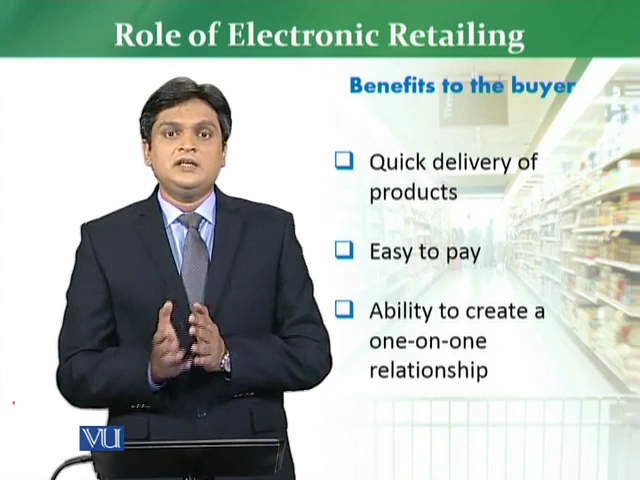 Role of Electronic Retailing
Benefits to the buyer
Quick delivery of
products
Easy to pay
Ability to create a
one-on-one
relationship
VU